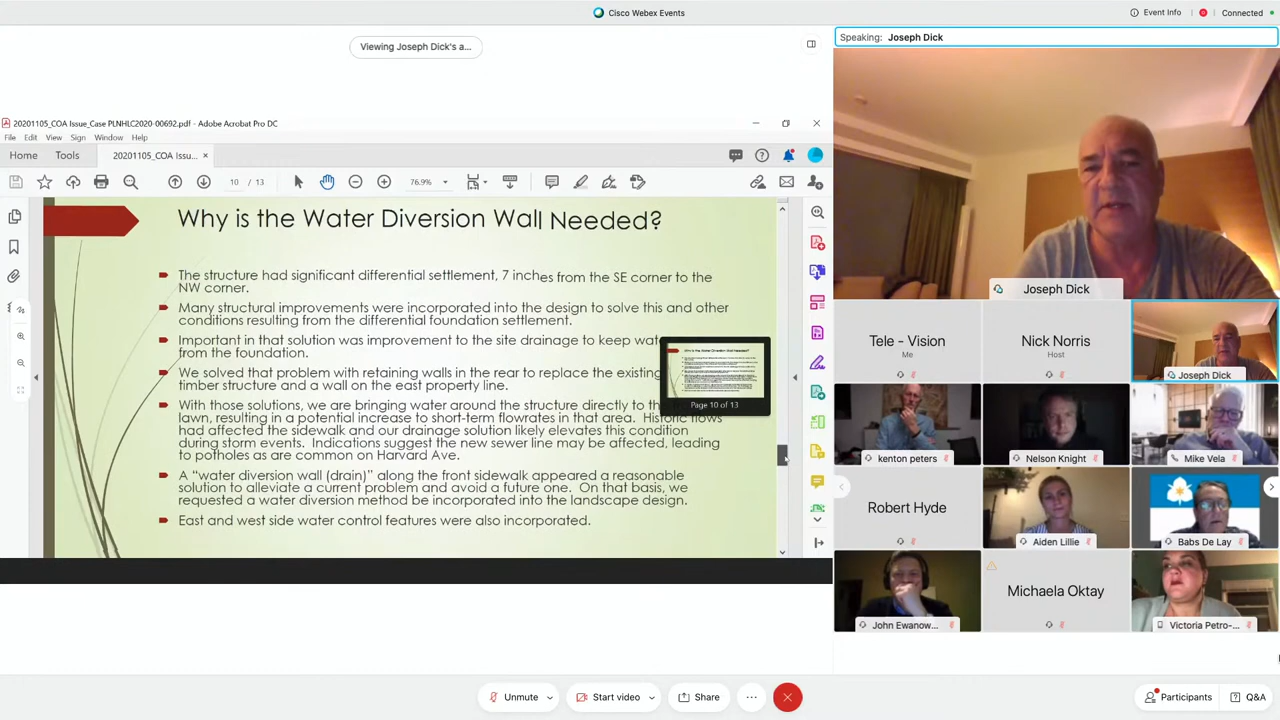 Cisco Webex Events
Event Info
Connected
Viewing Joseph Dick's a...
Speaking: Joseph Dick
20201105_COA Issue_Case PLNHLC2020-00692.pdf - Adobe Acrobat Pro DC
File Edit View Sign Window Help
Home Tools 20201105_COA Issu... ×
10 / 13 76.9%
Why is the Water Diversion Wall Needed?
The structure had significant differential settlement, 7 inches from the SE corner to the
NW corner.
Many structural improvements were incorporated into the design to solve this and other
conditions resulting from the differential foundation settlement.
Important in that solution was improvement to the site drainage to keep
from the foundation.
We solved that problem with retaining walls in the rear to replace the existing
timber structure and a wall on the east property line.
With those solutions, we are bringing water around the structure directly to
lawn, resulting in a potential increase to short-term flowrates in that area. Historic flows
had affected the sidewalk and our drainage solution likely elevates this condition
during storm events. Indications suggest the new sewer line may be affected, leading
to potholes as are common on Harvard Ave.
A “water diversion wall (drain)” along the front sidewalk appeared a reasonable
solution to alleviate a current problem and avoid a future one. On that basis, we
requested a water diversion method be incorporated into the landscape design.
East and west side water control features were also incorporated.
Page 10 of 13
Joseph Dick
Tele - Vision
Me
Nick Norris
Host
Joseph Dick
kenton peters
Nelson Knight
Mike Vela
Robert Hyde
Aiden Lillie
Babs De Lay
John Ewanow...
Michaela Oktay
Victoria Petro-...
Unmute
Start video
Share
Participants
Q&A